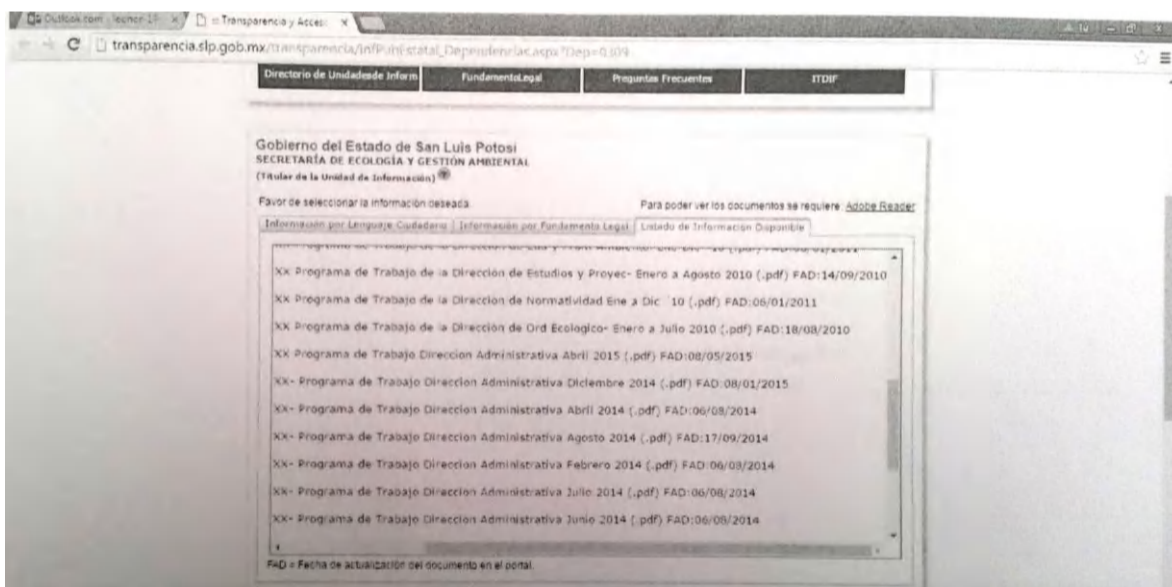 Outlook.com
Transparencia y Acces
transparencia.slp.gob.mx/transparencia/InfPubEstatal_Dependencias.aspx?Dep=0309
Directorio de Unidadesde Inform
FundamentoLegal
Preguntas Frecuentes
ITDIF
Gobierno del Estado de San Luis Potosí
SECRETARÍA DE ECOLOGÍA Y GESTIÓN AMBIENTAL
(Titular de la Unidad de Información)
Favor de seleccionar la información deseada
Para poder ver los documentos se requiere: Adobe Reader
Información por Lenguaje Ciudadano Información por Fundamento Legal Listado de Información Disponible
XX Programa de Trabajo de la Direccion de Estudios y Proyec- Enero a Agosto 2010 (.pdf) FAD:14/09/2010
XX Programa de Trabajo de la Direccion de Normatividad Ene a Dic ´10 (.pdf) FAD:06/01/2011
XX Programa de Trabajo de la Direccion de Ord Ecologico- Enero a Julio 2010 (.pdf) FAD:18/08/2010
XX Programa de Trabajo Direccion Administrativa Abril 2015 (.pdf) FAD:08/05/2015
XX- Programa de Trabajo Direccion Administrativa Diciembre 2014 (.pdf) FAD:08/01/2015
XX- Programa de Trabajo Direccion Administrativa Abril 2014 (.pdf) FAD:06/08/2014
XX- Programa de Trabajo Direccion Administrativa Agosto 2014 (.pdf) FAD:17/09/2014
XX- Programa de Trabajo Direccion Administrativa Febrero 2014 (.pdf) FAD:06/08/2014
XX- Programa de Trabajo Direccion Administrativa Julio 2014 (.pdf) FAD:06/08/2014
XX- Programa de Trabajo Direccion Administrativa Junio 2014 (.pdf) FAD:06/08/2014
FAD = Fecha de actualización del documento en el portal.